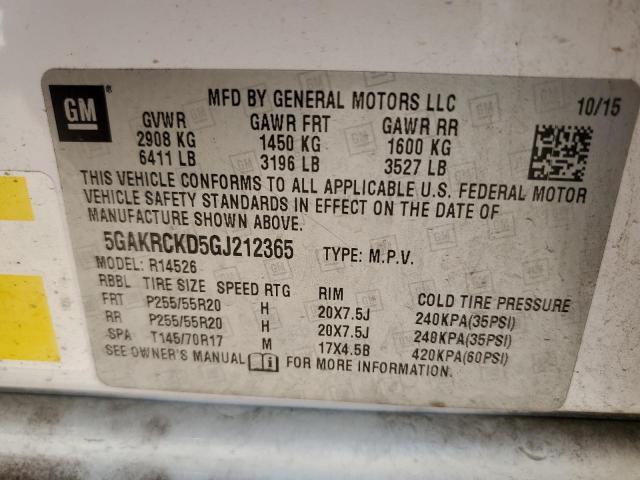 GM
MFD BY GENERAL MOTORS LLC
10/15
GVWR GAWR FRT GAWR RR
2908 KG 1450 KG 1600 KG
6411 LB 3196 LB 3527 LB
THIS VEHICLE CONFORMS TO ALL APPLICABLE U.S. FEDERAL MOTOR
VEHICLE SAFETY STANDARDS IN EFFECT ON THE DATE OF
MANUFACTURE SHOWN ABOVE.
5GAKRCKD5GJ212365 TYPE: M.P.V.
MODEL: R14526
RBBL TIRE SIZE SPEED RTG RIM COLD TIRE PRESSURE
FRT P255/55R20 H 20X7.5J 240KPA(35PSI)
RR P255/55R20 H 20X7.5J 240KPA(35PSI)
SPA T145/70R17 M 17X4.5B 420KPA(60PSI)
SEE OWNER'S MANUAL FOR MORE INFORMATION.